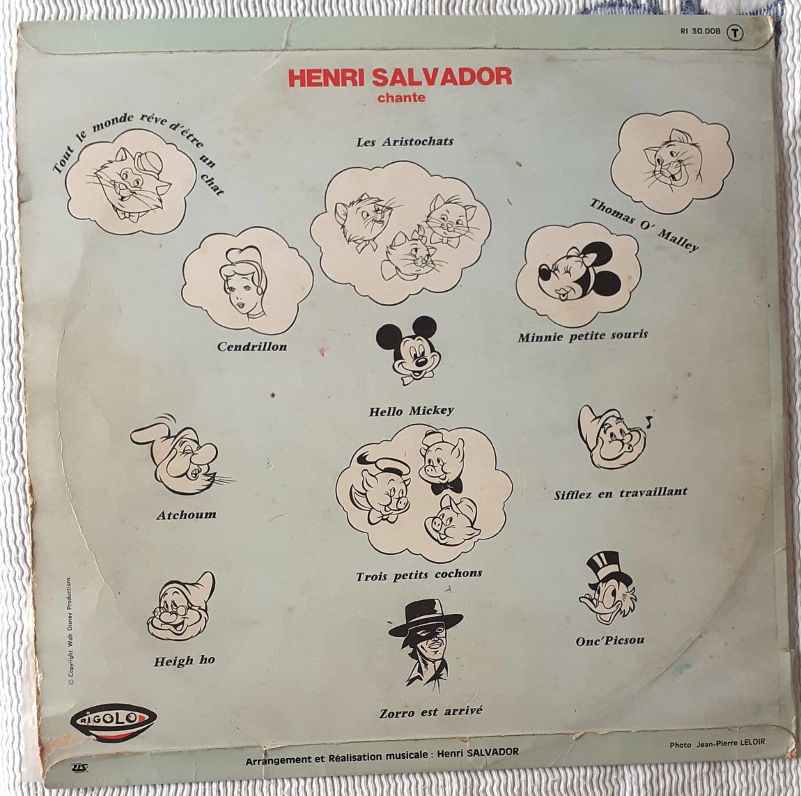 RI 30.008 T
HENRI SALVADOR
chante
Tout le monde rêve d'être un chat
Les Aristochats
Thomas O' Malley
Cendrillon
Minnie petite souris
Hello Mickey
Atchoum
Sifflez en travaillant
Trois petits cochons
Heigh ho
Onc'Picsou
Zorro est arrivé
© Copyright Walt Disney Productions
RIGOLO
Arrangement et Réalisation musicale : Henri SALVADOR
Photo Jean-Pierre LELOIR